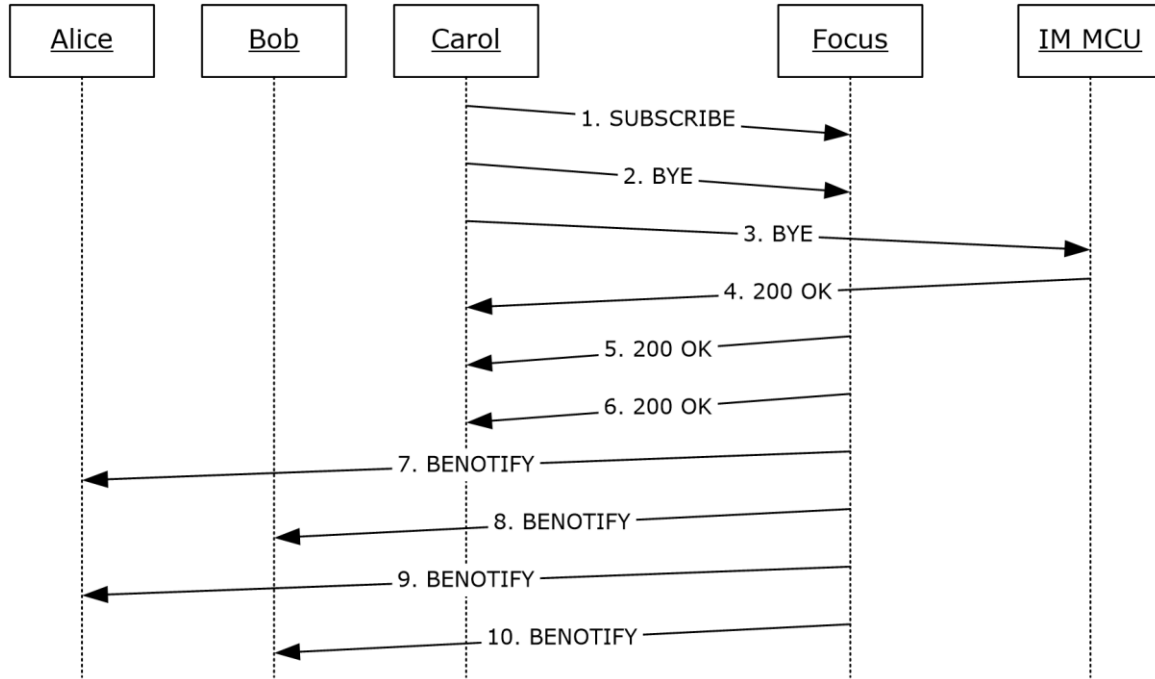 Alice
Bob
Carol
Focus
IM MCU
1. SUBSCRIBE
2. BYE
3. BYE
4. 200 OK
5. 200 OK
6. 200 OK
7. BENOTIFY
8. BENOTIFY
9. BENOTIFY
10. BENOTIFY